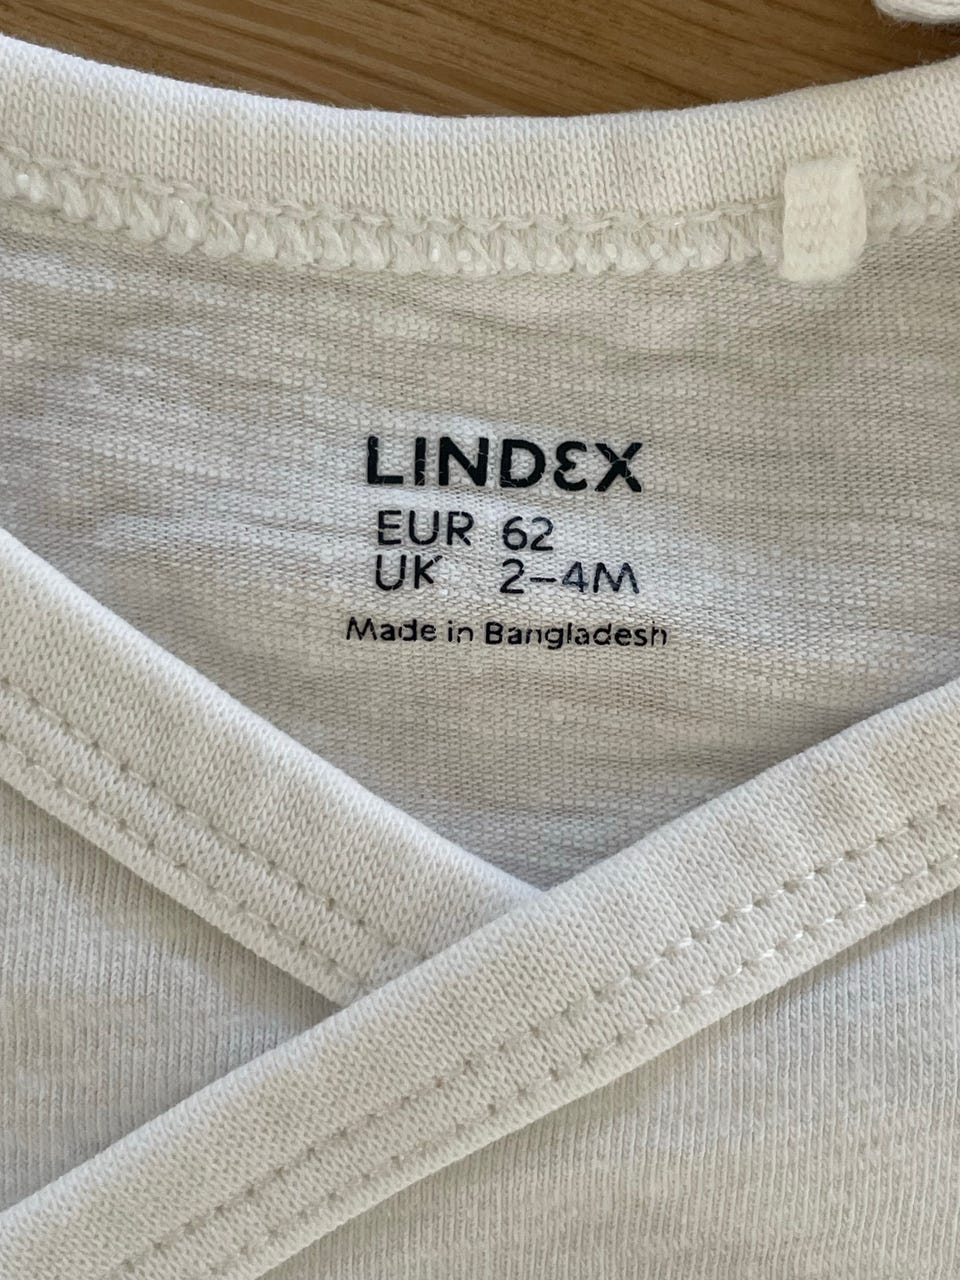 LINDEX
EUR 62
UK 2-4M
Made in Bangladesh